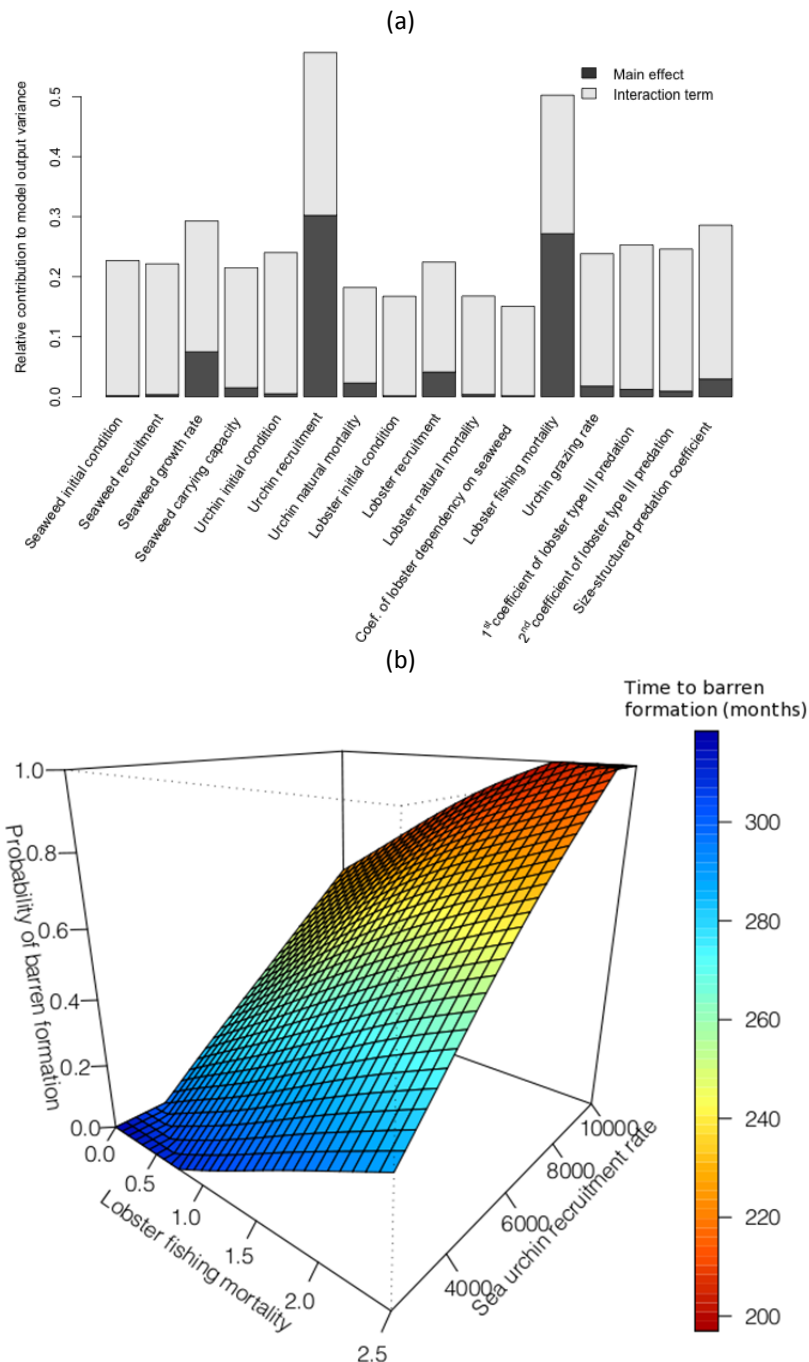 (a)
Main effect
Interaction term
Relative contribution to model output variance
0.0
0.1
0.2
0.3
0.4
0.5
Seaweed initial condition
Seaweed recruitment
Seaweed growth rate
Seaweed carrying capacity
Urchin initial condition
Urchin recruitment
Urchin natural mortality
Lobster initial condition
Lobster recruitment
Lobster natural mortality
Coef. of lobster dependency on seaweed
Lobster fishing mortality
Urchin grazing rate
1st coefficient of lobster type III predation
2nd coefficient of lobster type III predation
Size-structured predation coefficient
(b)
Time to barren
formation (months)
1.0
0.8
0.6
0.4
0.2
0.0
Probability of barren formation
0.0
0.5
1.0
1.5
2.0
2.5
Lobster fishing mortality
4000
6000
8000
10000
Sea urchin recruitment rate
300
280
260
240
220
200